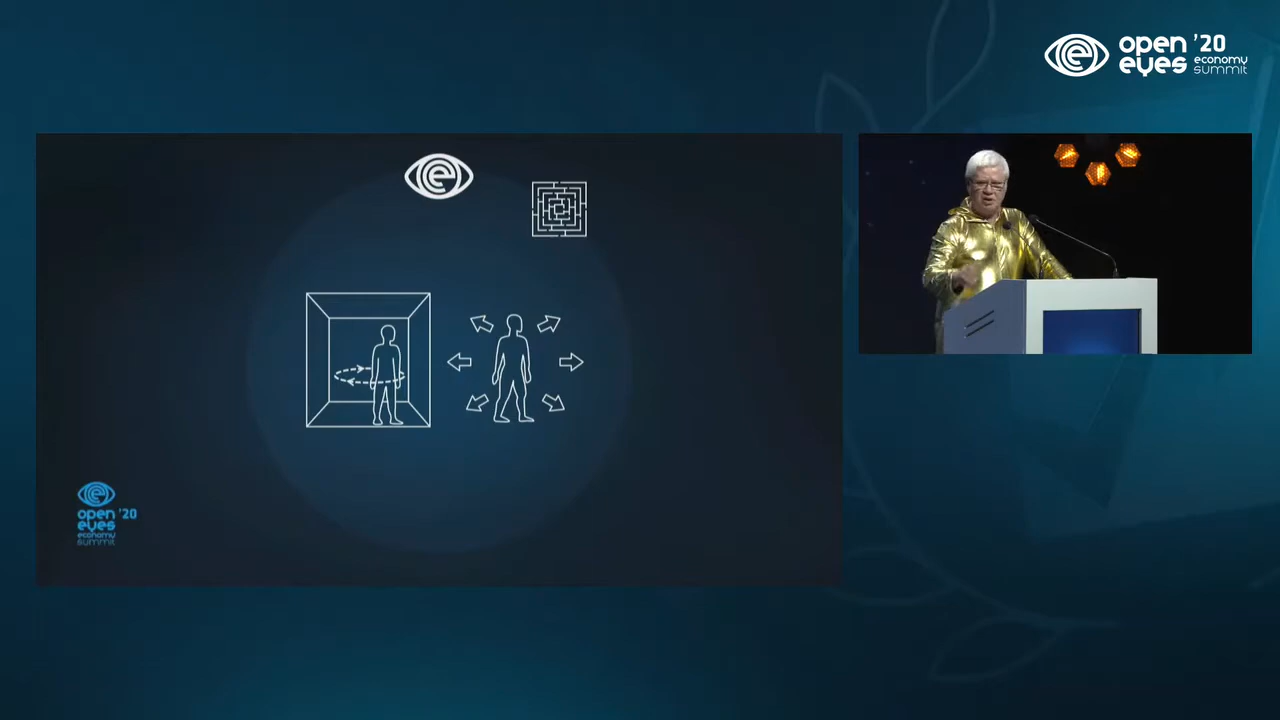 open '20
eyes economy
summit
open '20
eyes
economy
summit